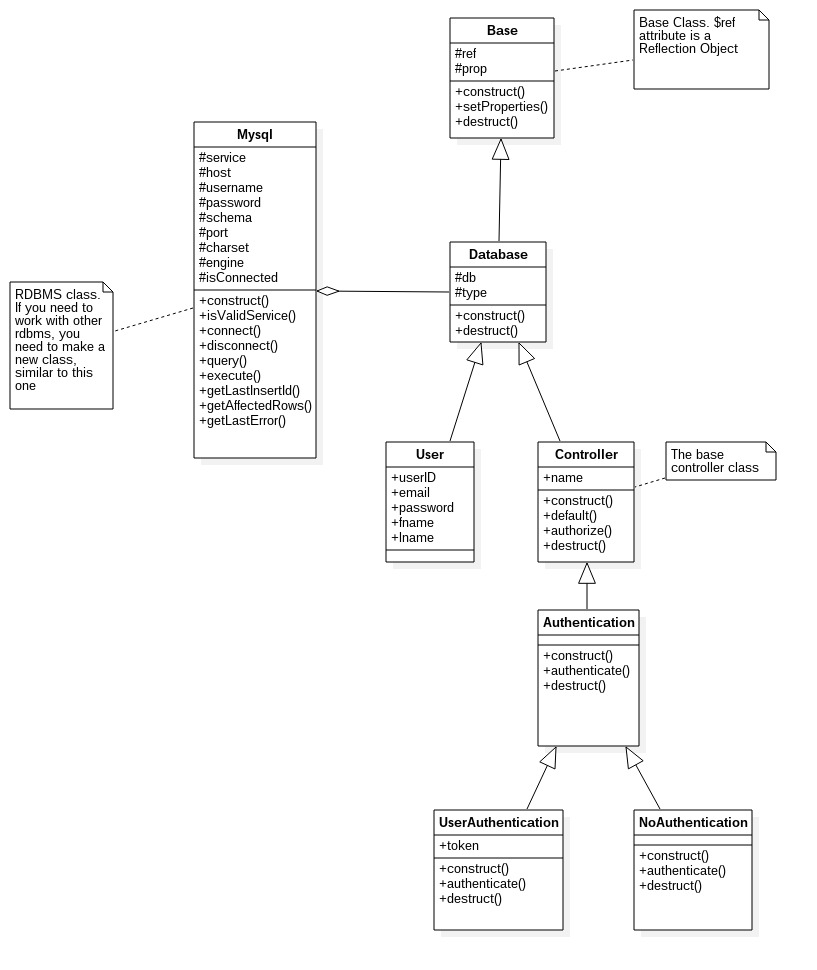 Base
#ref
#prop
+construct()
+setProperties()
+destruct()
Base Class. $ref
attribute is a
Reflection Object
Mysql
#service
#host
#username
#password
#schema
#port
#charset
#engine
#isConnected
+construct()
+isValidService()
+connect()
+disconnect()
+query()
+execute()
+getLastInsertId()
+getAffectedRows()
+getLastError()
RDBMS class.
If you need to
work with other
rdbms, you
need to make a
new class,
similar to this
one
Database
#db
#type
+construct()
+destruct()
User
+userID
+email
+password
+fname
+lname
Controller
+name
+construct()
+default()
+authorize()
+destruct()
The base
controller class
Authentication
+construct()
+authenticate()
+destruct()
UserAuthentication
+token
+construct()
+authenticate()
+destruct()
NoAuthentication
+construct()
+authenticate()
+destruct()